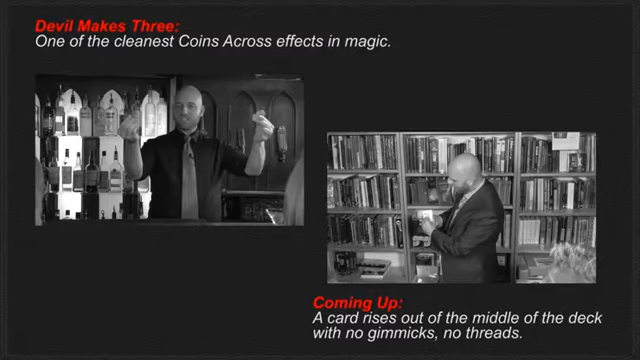 Devil Makes Three:
One of the cleanest Coins Across effects in magic.
Coming Up:
A card rises out of the middle of the deck
with no gimmicks, no threads.